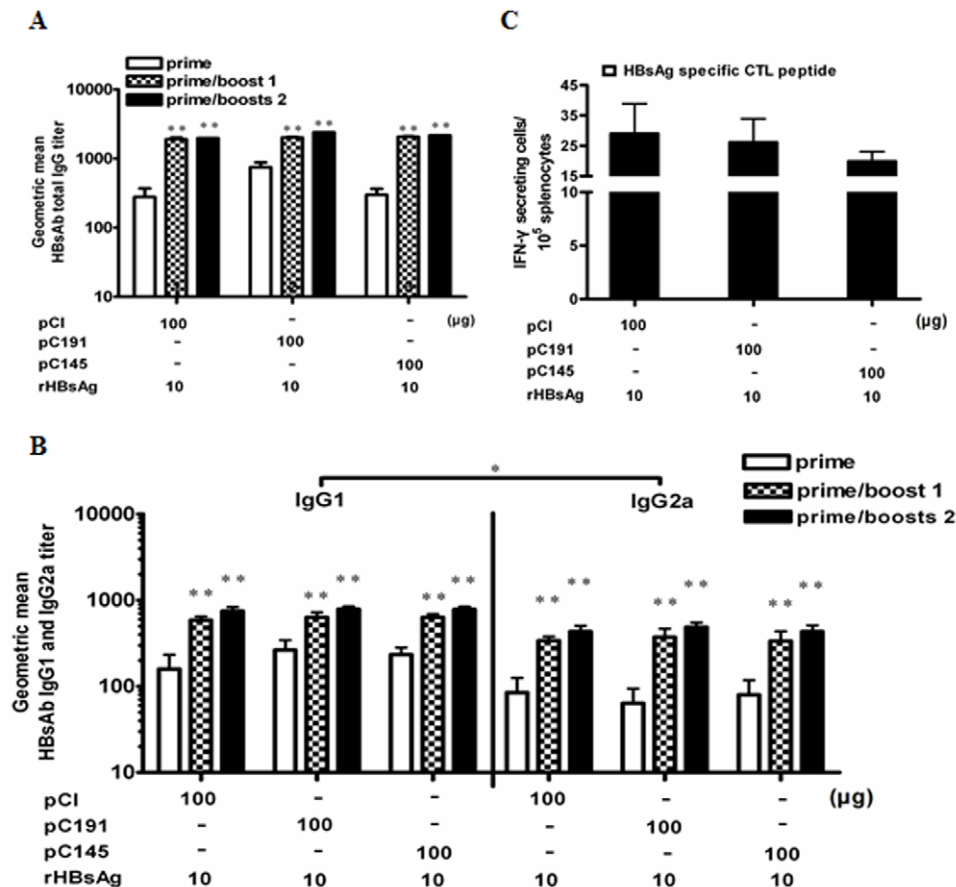 A
prime
prime/boost 1
prime/boosts 2
Geometric mean
HBsAb total IgG titer
10000
1000
100
10
** ** ** ** ** **
pCI 100 - - (µg)
pC191 - 100 -
pC145 - - 100
rHBsAg 10 10 10
C
HBsAg specific CTL peptide
IFN-γ secreting cells/
10⁵ splenocytes
45
35
25
15
10
5
0
pCI 100 - - (µg)
pC191 - 100 -
pC145 - - 100
rHBsAg 10 10 10
B
*
IgG1 IgG2a
prime
prime/boost 1
prime/boosts 2
Geometric mean
HBsAb IgG1 and IgG2a titer
10000
1000
100
10
** ** ** ** ** ** ** ** ** ** ** **
pCI 100 - - 100 - - (µg)
pC191 - 100 - - 100 -
pC145 - - 100 - - 100
rHBsAg 10 10 10 10 10 10